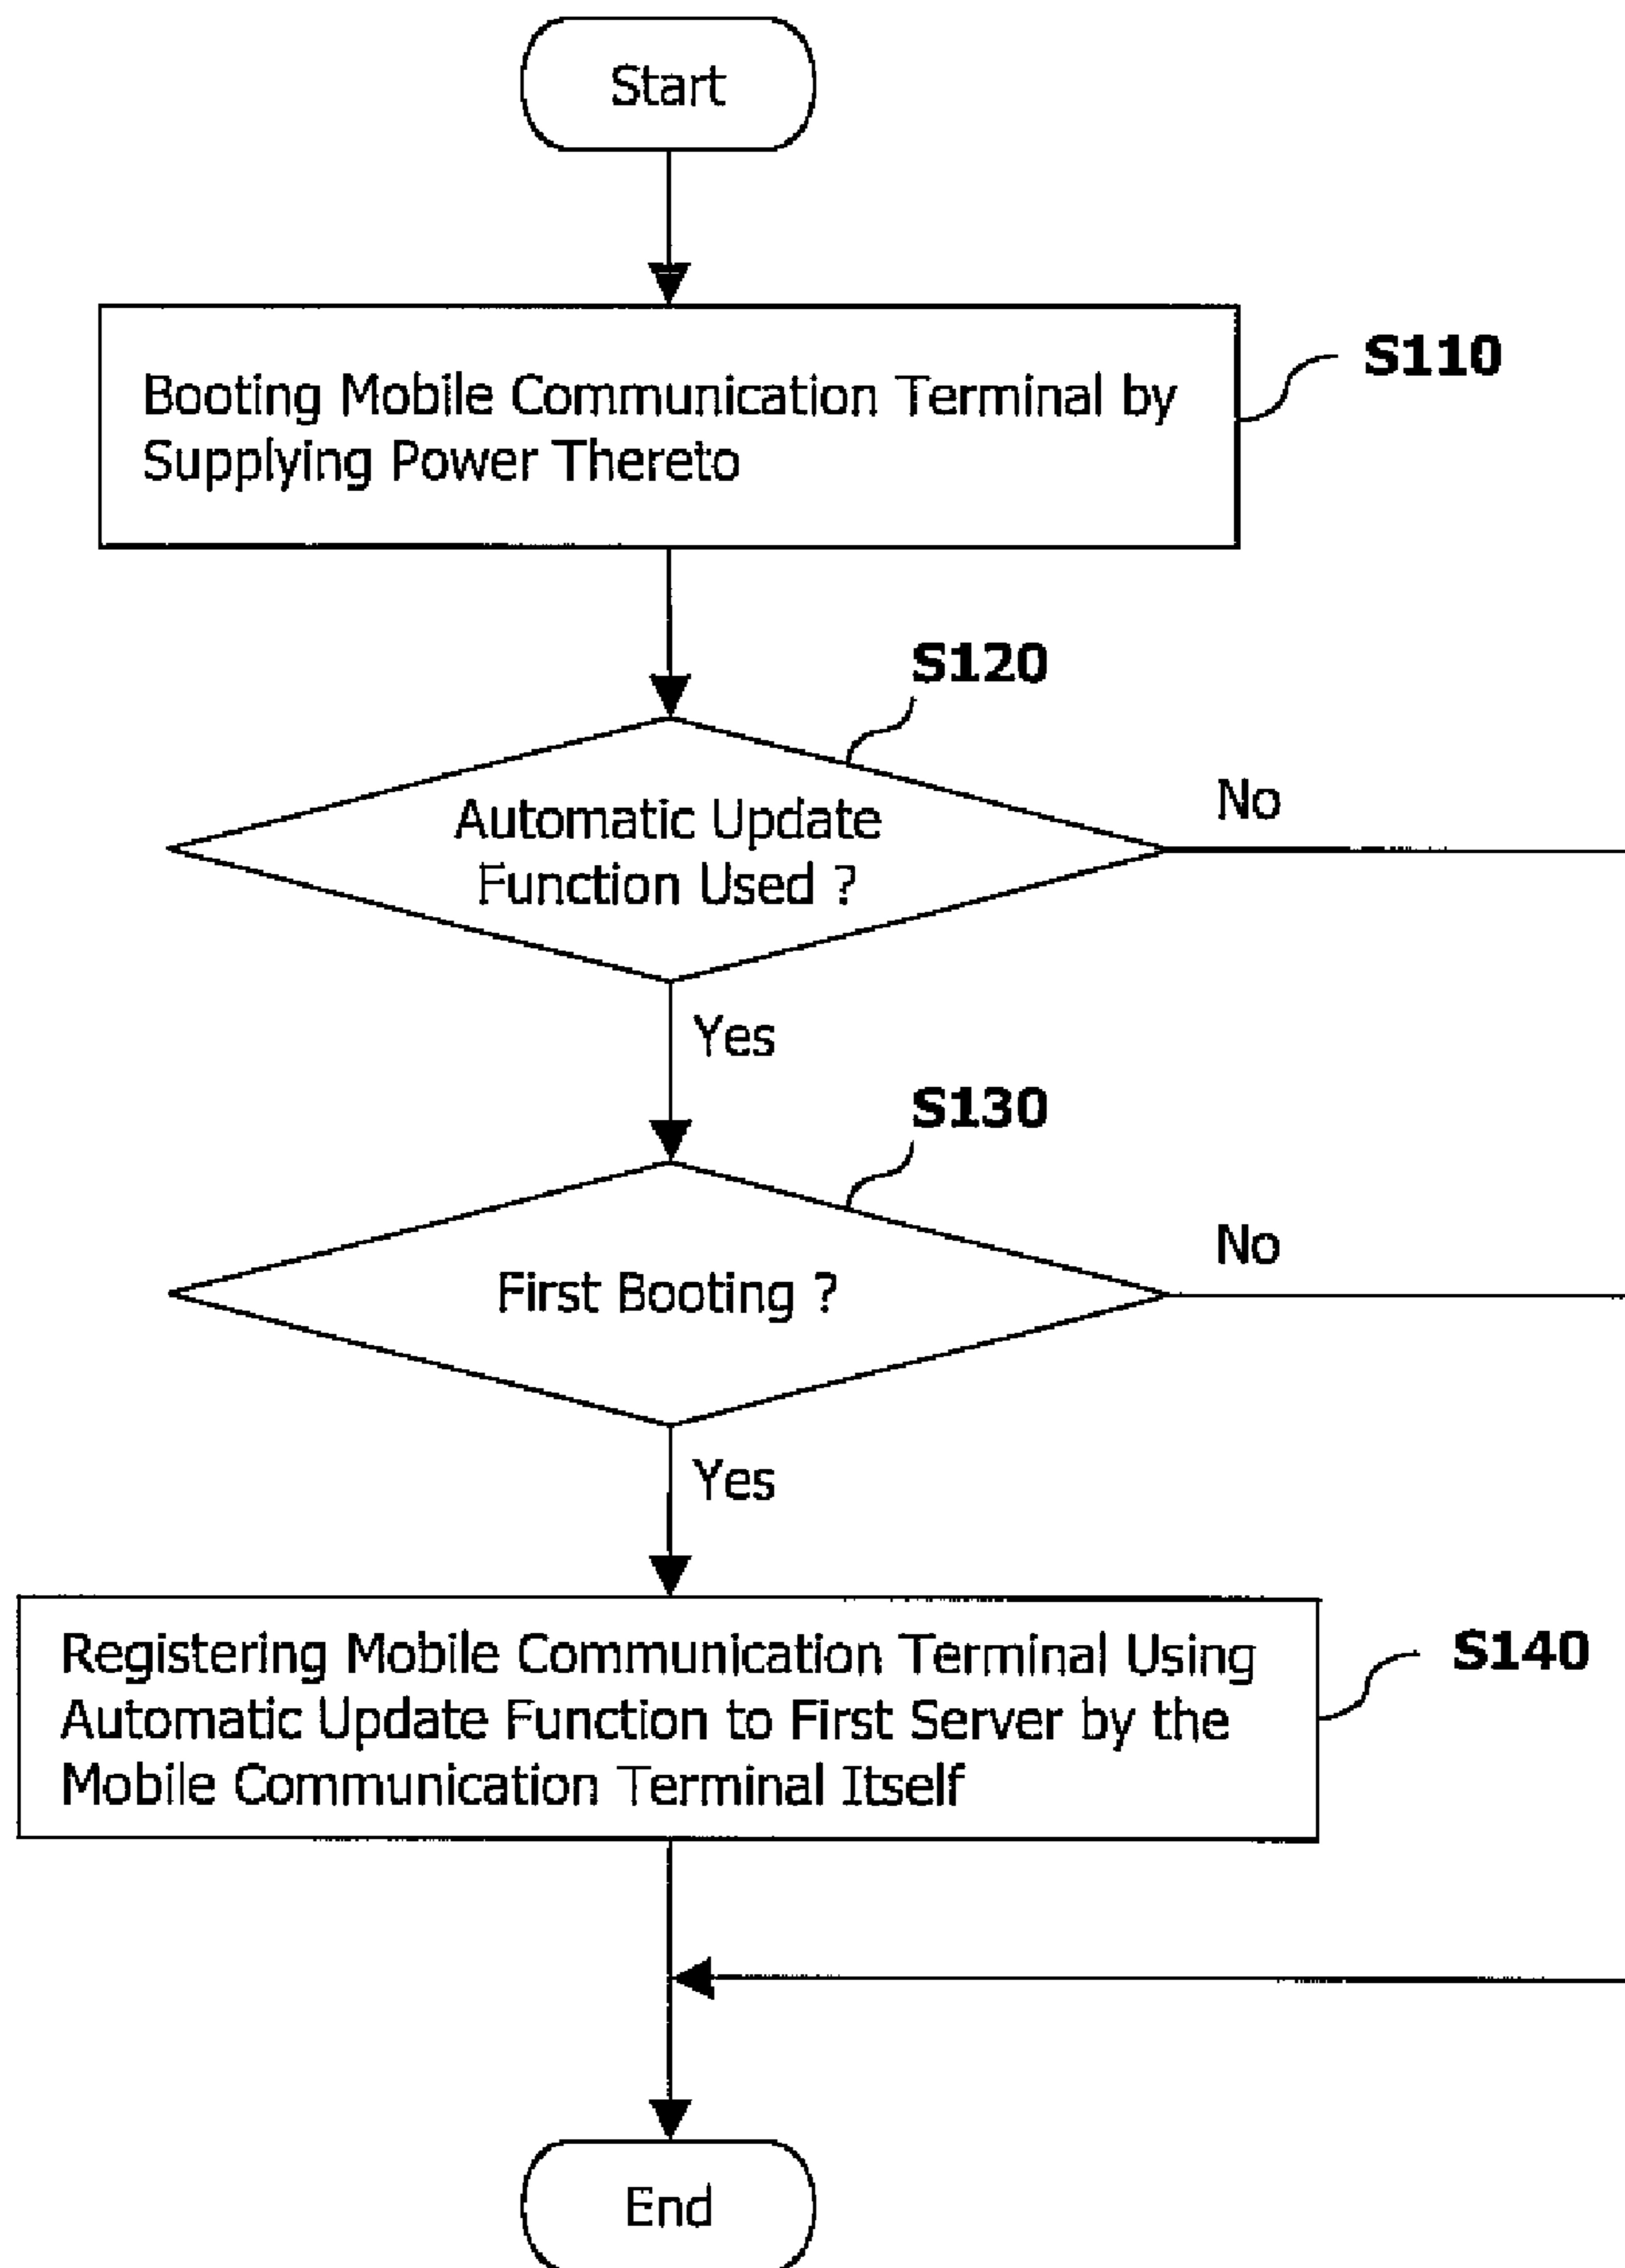 Start
Booting Mobile Communication Terminal by
Supplying Power Thereto
S110
S120
Automatic Update
Function Used ?
No
Yes
S130
First Booting ?
No
Yes
Registering Mobile Communication Terminal Using
Automatic Update Function to First Server by the
Mobile Communication Terminal Itself
S140
End